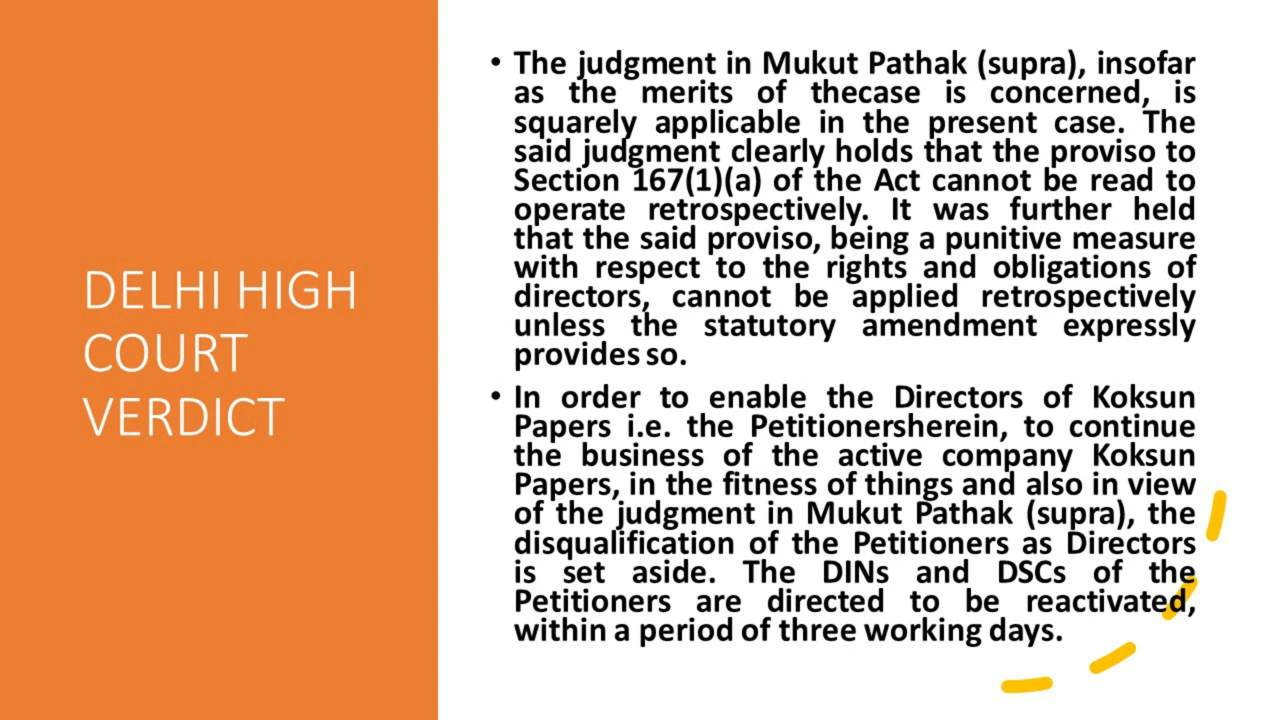 DELHI HIGH
COURT
VERDICT
• The judgment in Mukut Pathak (supra), insofar
as the merits of thecase is concerned, is
squarely applicable in the present case. The
said judgment clearly holds that the proviso to
Section 167(1)(a) of the Act cannot be read to
operate retrospectively. It was further held
that the said proviso, being a punitive measure
with respect to the rights and obligations of
directors, cannot be applied retrospectively
unless the statutory amendment expressly
provides so.
• In order to enable the Directors of Koksun
Papers i.e. the Petitionersherein, to continue
the business of the active company Koksun
Papers, in the fitness of things and also in view
of the judgment in Mukut Pathak (supra), the
disqualification of the Petitioners as Directors
is set aside. The DINs and DSCs of the
Petitioners are directed to be reactivated,
within a period of three working days.